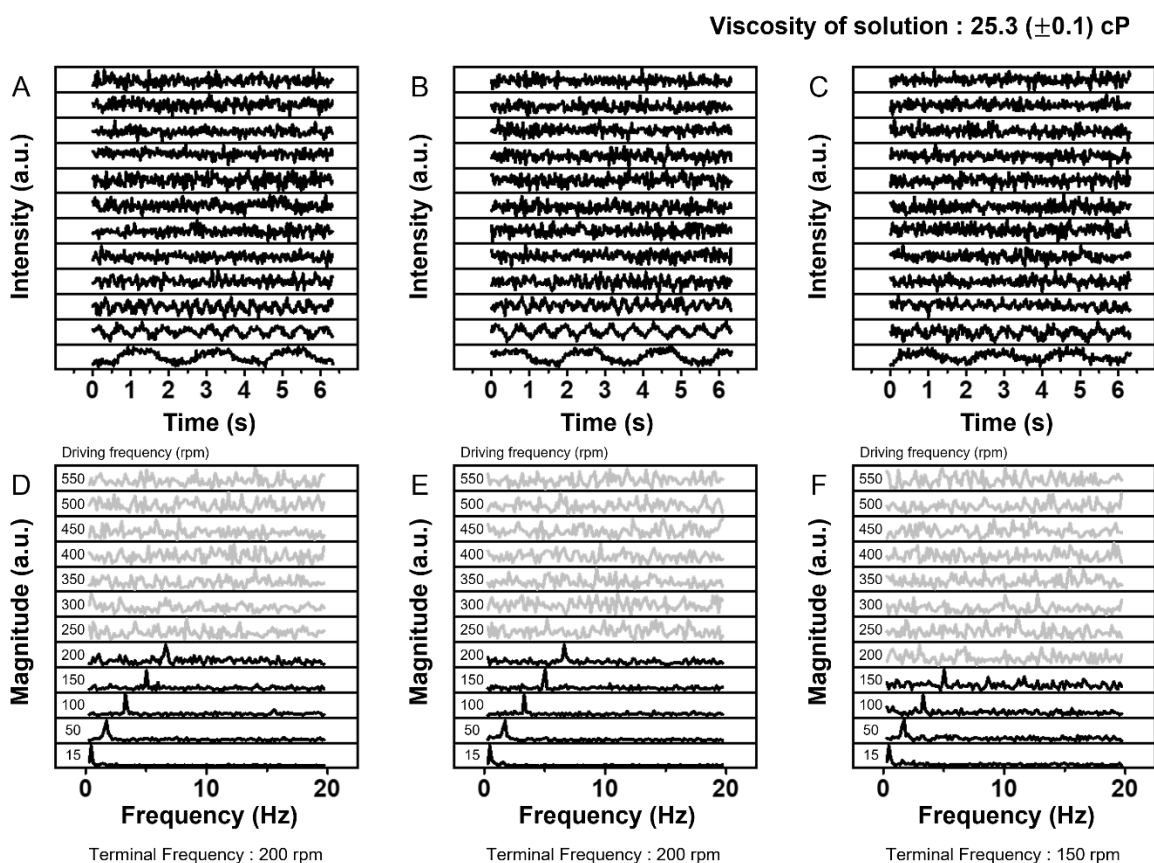 Viscosity of solution : 25.3 (±0.1) cP
A
Intensity (a.u.)
0 1 2 3 4 5 6
Time (s)
B
Intensity (a.u.)
0 1 2 3 4 5 6
Time (s)
C
Intensity (a.u.)
0 1 2 3 4 5 6
Time (s)
D
Driving frequency (rpm)
Magnitude (a.u.)
550
500
450
400
350
300
250
200
150
100
50
15
0 10 20
Frequency (Hz)
Terminal Frequency : 200 rpm
E
Driving frequency (rpm)
Magnitude (a.u.)
550
500
450
400
350
300
250
200
150
100
50
15
0 10 20
Frequency (Hz)
Terminal Frequency : 200 rpm
F
Driving frequency (rpm)
Magnitude (a.u.)
550
500
450
400
350
300
250
200
150
100
50
15
0 10 20
Frequency (Hz)
Terminal Frequency : 150 rpm